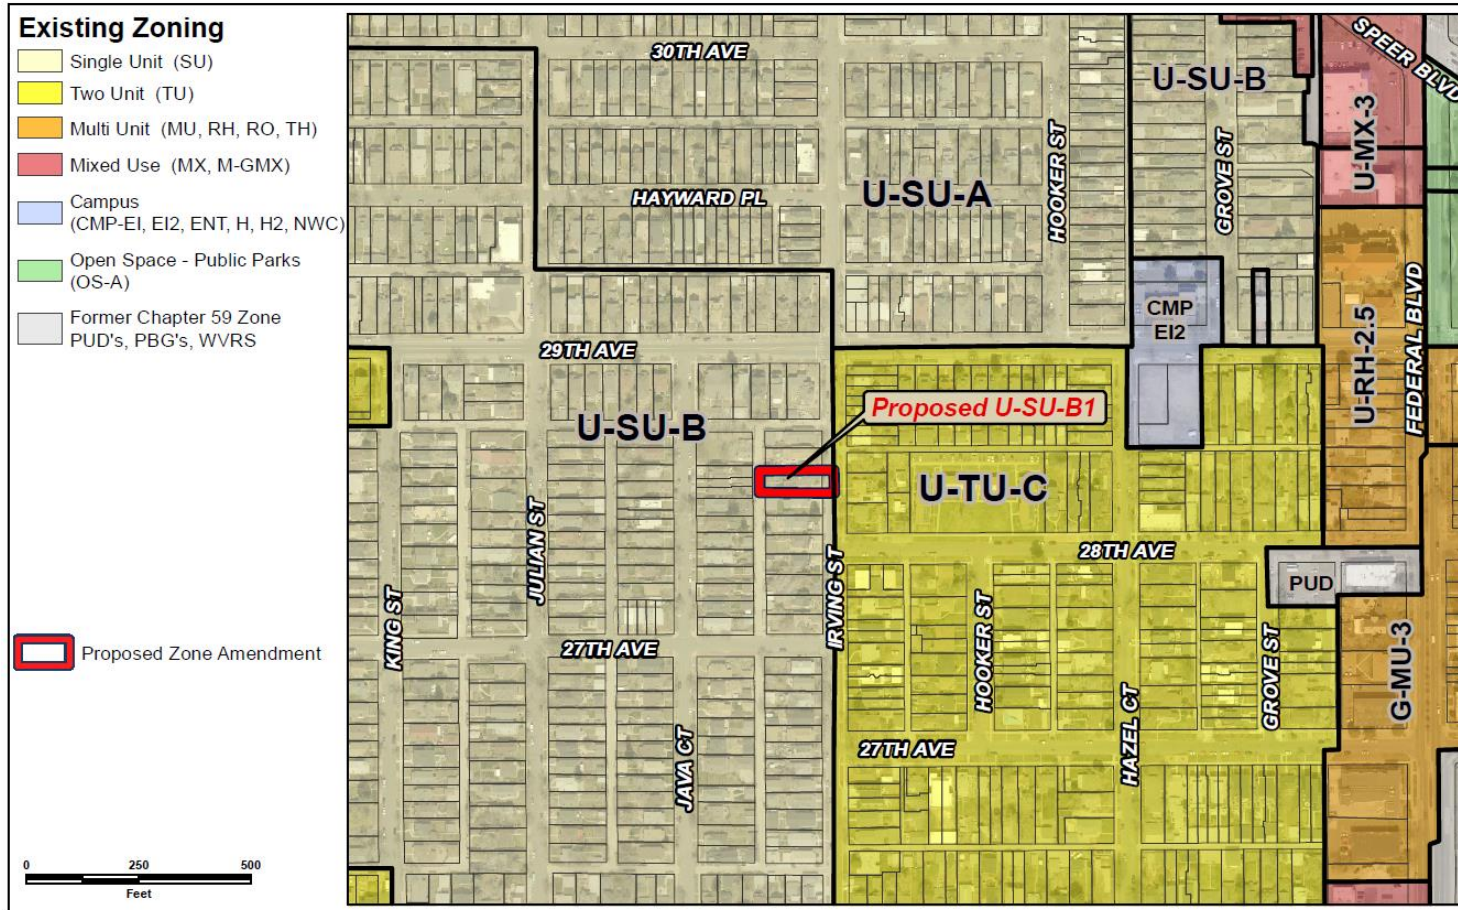 Existing Zoning
Single Unit (SU)
Two Unit (TU)
Multi Unit (MU, RH, RO, TH)
Mixed Use (MX, M-GMX)
Campus
(CMP-EI, EI2, ENT, H, H2, NWC)
Open Space - Public Parks
(OS-A)
Former Chapter 59 Zone
PUD's, PBG's, WVRS
Proposed Zone Amendment
0 250 500
Feet
30TH AVE
SPEER BLVD
U-SU-B
U-MX-3
HOOKER ST
GROVE ST
HAYWARD PL
U-SU-A
CMP
EI2
FEDERAL BLVD
29TH AVE
U-RH-2.5
Proposed U-SU-B1
U-SU-B
U-TU-C
JULIAN ST
28TH AVE
IRVING ST
PUD
KING ST
HOOKER ST
27TH AVE
GROVE ST
G-MU-3
JAVA CT
27TH AVE
HAZEL CT